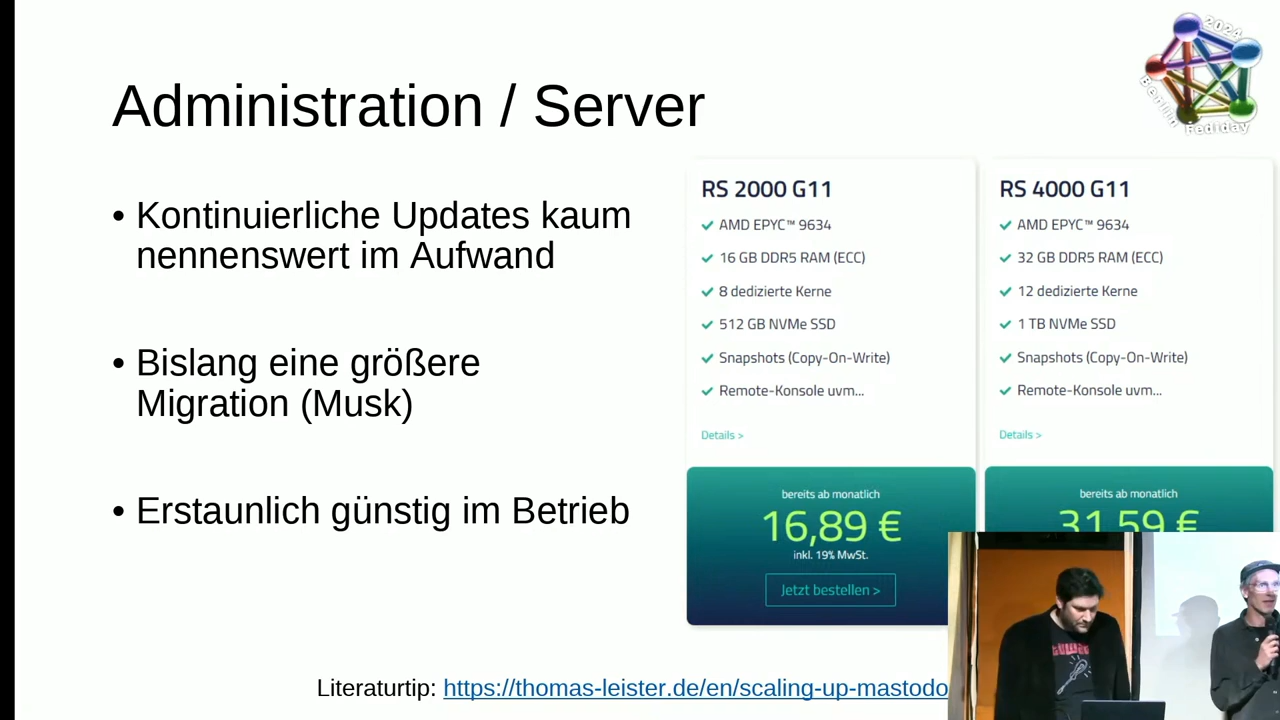 2024
Berlin Fediday
Administration / Server
• Kontinuierliche Updates kaum
nennenswert im Aufwand
• Bislang eine größere
Migration (Musk)
• Erstaunlich günstig im Betrieb
RS 2000 G11
AMD EPYC™ 9634
16 GB DDR5 RAM (ECC)
8 dedizierte Kerne
512 GB NVMe SSD
Snapshots (Copy-On-Write)
Remote-Konsole uvm...
Details >
bereits ab monatlich
16,89 €
inkl. 19% MwSt.
Jetzt bestellen >
RS 4000 G11
AMD EPYC™ 9634
32 GB DDR5 RAM (ECC)
12 dedizierte Kerne
1 TB NVMe SSD
Snapshots (Copy-On-Write)
Remote-Konsole uvm...
Details >
bereits ab monatlich
31,59 €
Literaturtip: https://thomas-leister.de/en/scaling-up-mastodo